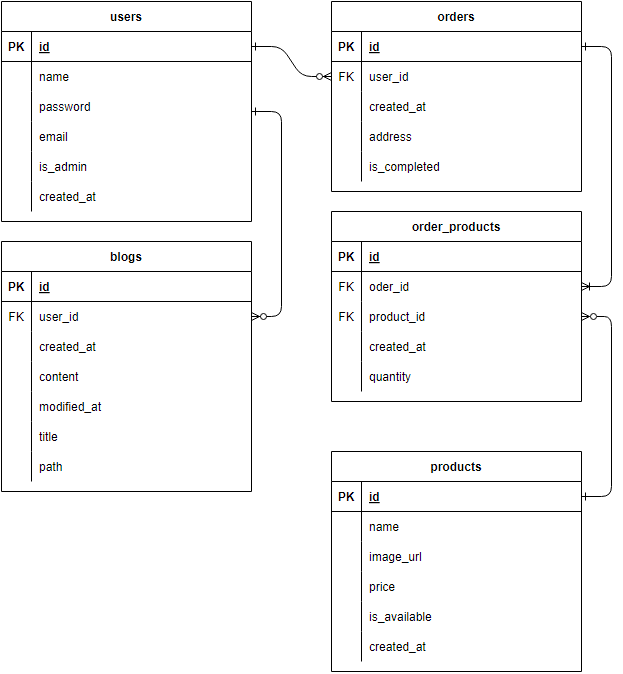 users
PK id
name
password
email
is_admin
created_at
blogs
PK id
FK user_id
created_at
content
modified_at
title
path
orders
PK id
FK user_id
created_at
address
is_completed
order_products
PK id
FK oder_id
FK product_id
created_at
quantity
products
PK id
name
image_url
price
is_available
created_at